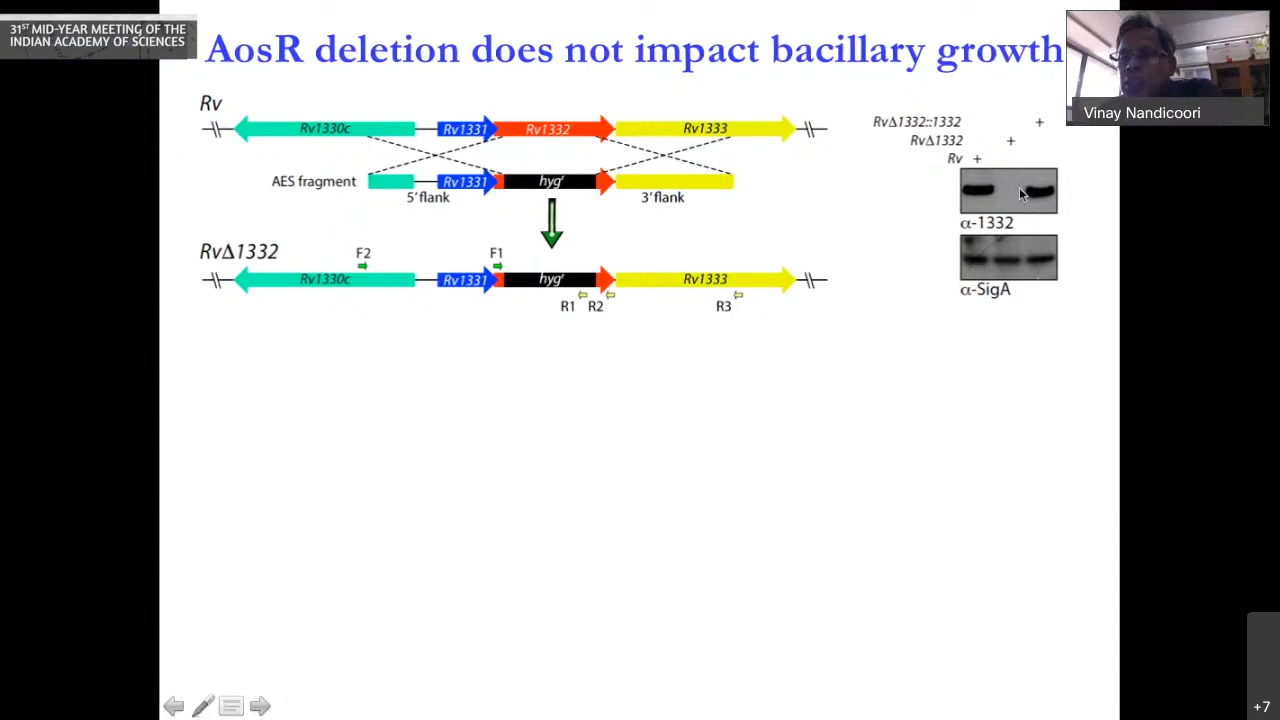 31ST MID-YEAR MEETING OF THE
INDIAN ACADEMY OF SCIENCES
AosR deletion does not impact bacillary growth
Vinay Nandicoori
Rv
Rv1330c Rv1331 Rv1332 Rv1333
AES fragment Rv1331 hygʳ
5'flank 3'flank
RvΔ1332
F2 F1
Rv1330c Rv1331 hygʳ Rv1333
R1 R2 R3
RvΔ1332::1332 +
RvΔ1332 +
Rv +
α-1332
α-SigA
+7